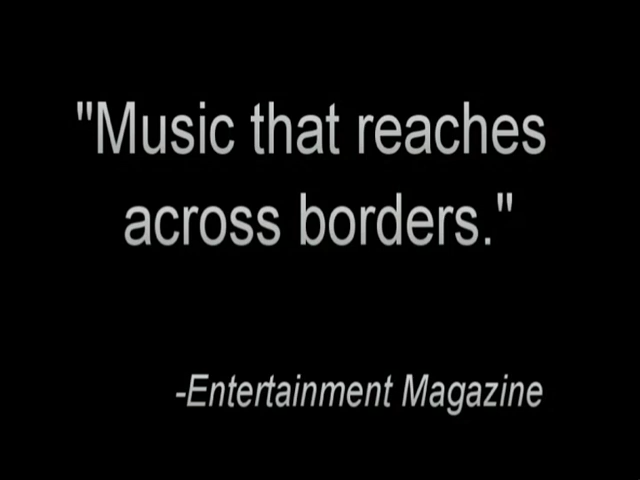 "Music that reaches
across borders."
-Entertainment Magazine